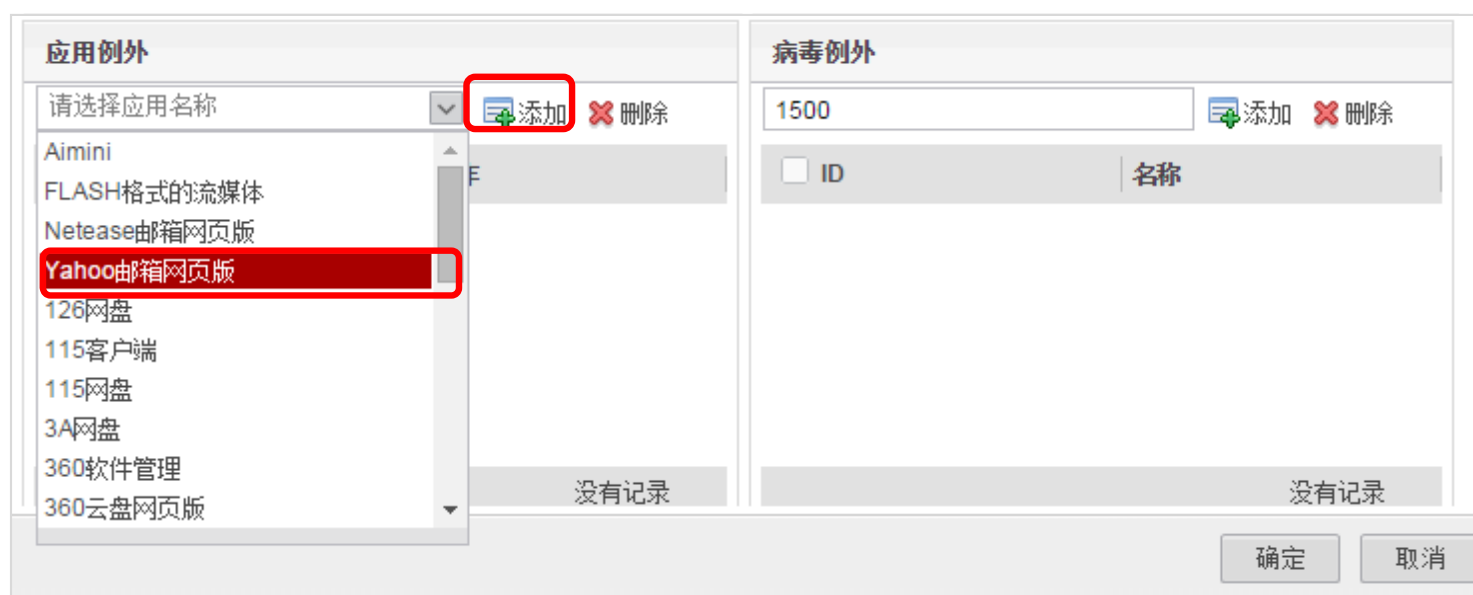 应用例外
请选择应用名称 添加 删除
Aimini
FLASH格式的流媒体
Netease邮箱网页版
Yahoo邮箱网页版
126网盘
115客户端
115网盘
3A网盘
360软件管理
360云盘网页版
没有记录
病毒例外
1500 添加 删除
ID 名称
没有记录
确定 取消